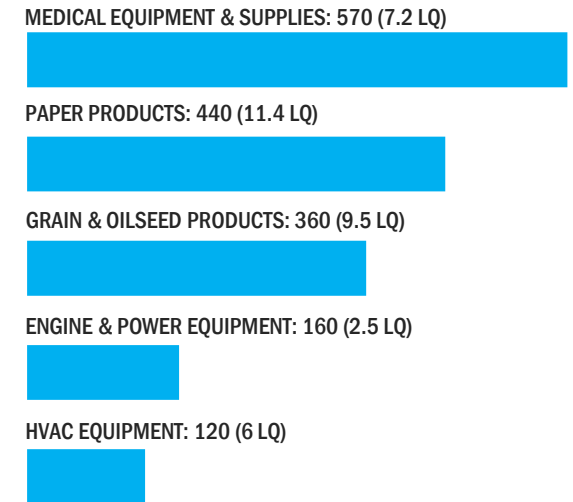 MEDICAL EQUIPMENT & SUPPLIES: 570 (7.2 LQ)
PAPER PRODUCTS: 440 (11.4 LQ)
GRAIN & OILSEED PRODUCTS: 360 (9.5 LQ)
ENGINE & POWER EQUIPMENT: 160 (2.5 LQ)
HVAC EQUIPMENT: 120 (6 LQ)